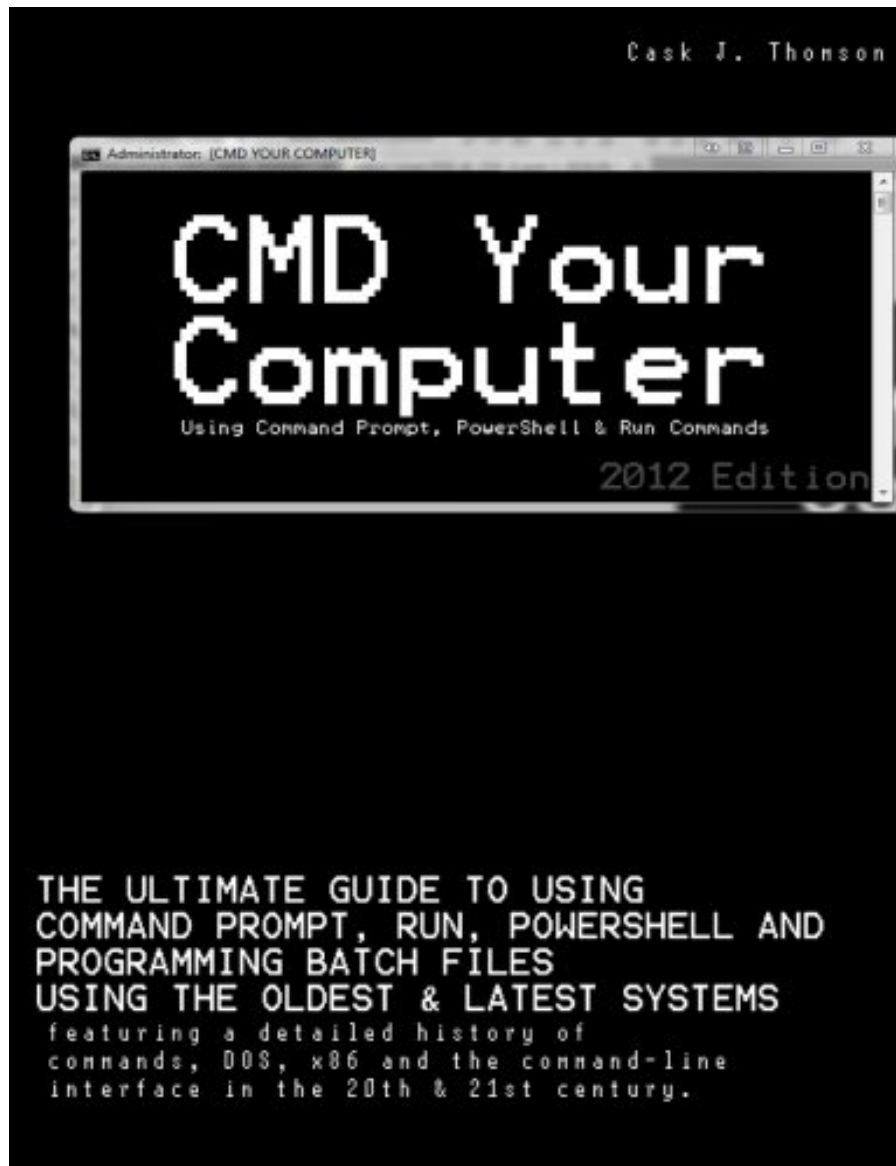 Cask J. Thomson
Administrator: [CMD YOUR COMPUTER]
CMD Your
Computer
Using Command Prompt, PowerShell & Run Commands
2012 Edition
THE ULTIMATE GUIDE TO USING
COMMAND PROMPT, RUN, POWERSHELL AND
PROGRAMMING BATCH FILES
USING THE OLDEST & LATEST SYSTEMS
featuring a detailed history of
commands, DOS, x86 and the command-line
interface in the 20th & 21st century.